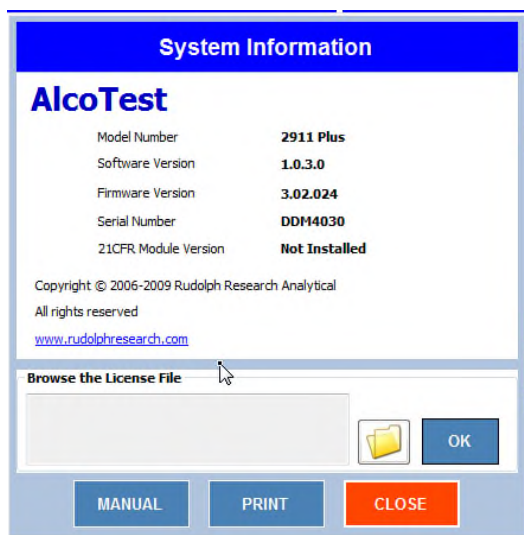 System Information
AlcoTest
Model Number 2911 Plus
Software Version 1.0.3.0
Firmware Version 3.02.024
Serial Number DDM4030
21CFR Module Version Not Installed
Copyright © 2006-2009 Rudolph Research Analytical
All rights reserved
www.rudolphresearch.com
Browse the License File
OK
MANUAL PRINT CLOSE